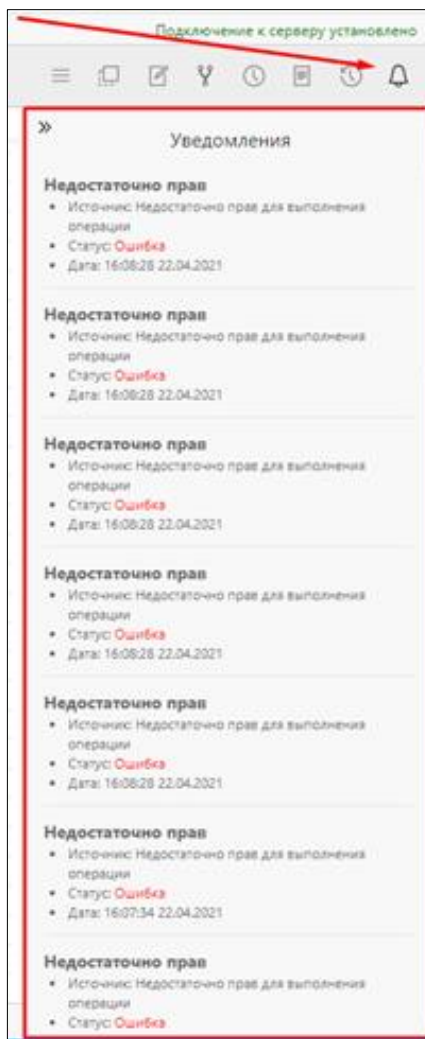 Подключение к серверу установлено
»
Уведомления
Недостаточно прав
• Источник: Недостаточно прав для выполнения
операции
• Статус: Ошибка
• Дата: 16:08:28 22.04.2021
Недостаточно прав
• Источник: Недостаточно прав для выполнения
операции
• Статус: Ошибка
• Дата: 16:08:28 22.04.2021
Недостаточно прав
• Источник: Недостаточно прав для выполнения
операции
• Статус: Ошибка
• Дата: 16:08:28 22.04.2021
Недостаточно прав
• Источник: Недостаточно прав для выполнения
операции
• Статус: Ошибка
• Дата: 16:08:28 22.04.2021
Недостаточно прав
• Источник: Недостаточно прав для выполнения
операции
• Статус: Ошибка
• Дата: 16:08:28 22.04.2021
Недостаточно прав
• Источник: Недостаточно прав для выполнения
операции
• Статус: Ошибка
• Дата: 16:07:34 22.04.2021
Недостаточно прав
• Источник: Недостаточно прав для выполнения
операции
• Статус: Ошибка